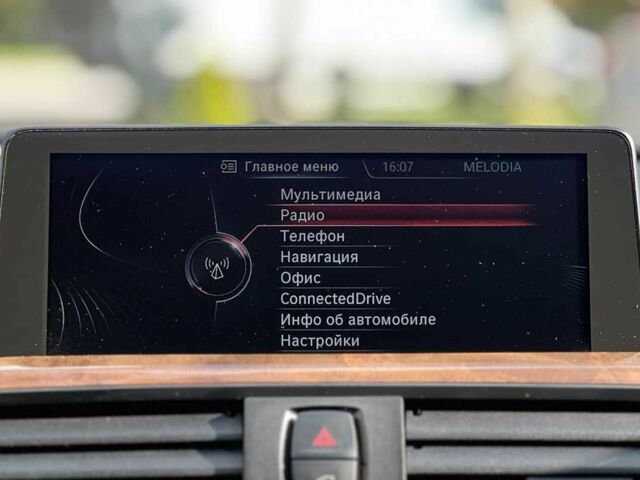 Главное меню 16:07 MELODIA
Мультимедиа
Радио
Телефон
Навигация
Офис
ConnectedDrive
Инфо об автомобиле
Настройки